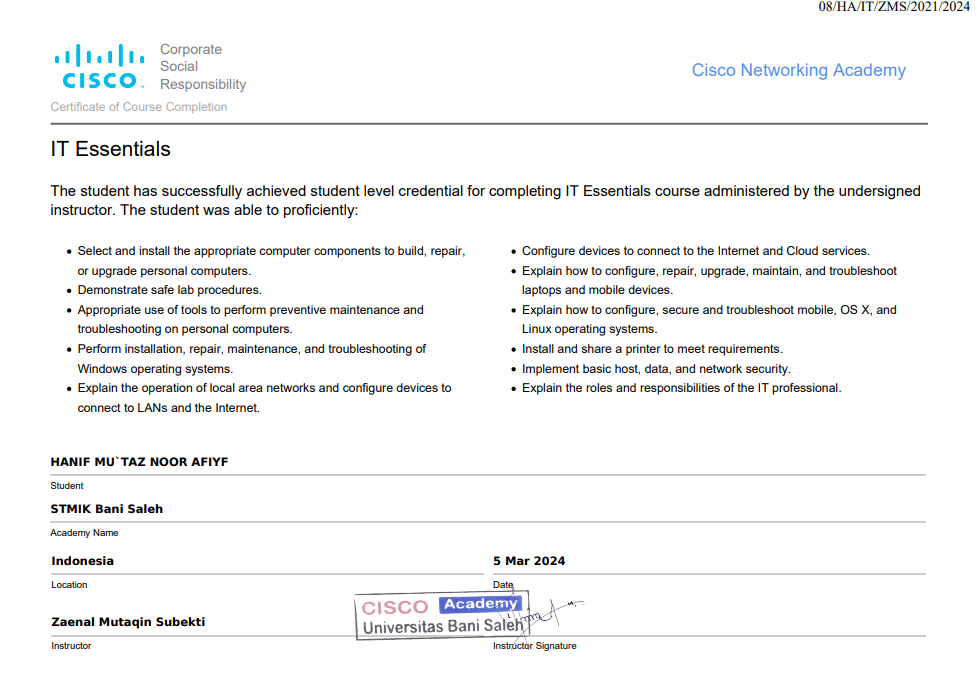 08/HA/IT/ZMS/2021/2024
Corporate
Social
Responsibility
CISCO
Cisco Networking Academy
Certificate of Course Completion
IT Essentials
The student has successfully achieved student level credential for completing IT Essentials course administered by the undersigned
instructor. The student was able to proficiently:
• Select and install the appropriate computer components to build, repair,
or upgrade personal computers.
• Demonstrate safe lab procedures.
• Appropriate use of tools to perform preventive maintenance and
troubleshooting on personal computers.
• Perform installation, repair, maintenance, and troubleshooting of
Windows operating systems.
• Explain the operation of local area networks and configure devices to
connect to LANs and the Internet.
• Configure devices to connect to the Internet and Cloud services.
• Explain how to configure, repair, upgrade, maintain, and troubleshoot
laptops and mobile devices.
• Explain how to configure, secure and troubleshoot mobile, OS X, and
Linux operating systems.
• Install and share a printer to meet requirements.
• Implement basic host, data, and network security.
• Explain the roles and responsibilities of the IT professional.
HANIF MU`TAZ NOOR AFIYF
Student
STMIK Bani Saleh
Academy Name
Indonesia
Location
5 Mar 2024
Date
Zaenal Mutaqin Subekti
Instructor
CISCO Academy
Universitas Bani Saleh
Instructor Signature